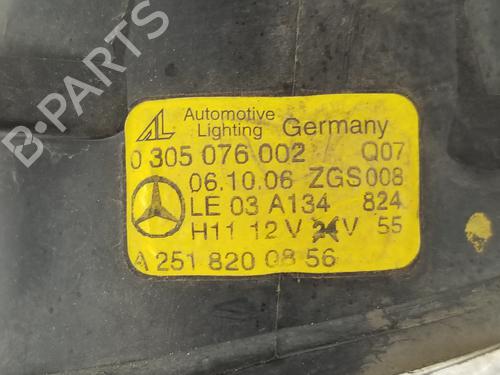 B-PARTS
AL Automotive Lighting Germany
0 305 076 002 Q07
06.10.06 ZGS 008
LE 03 A134 824
H11 12 V 24 V 55
A 251 820 08 56